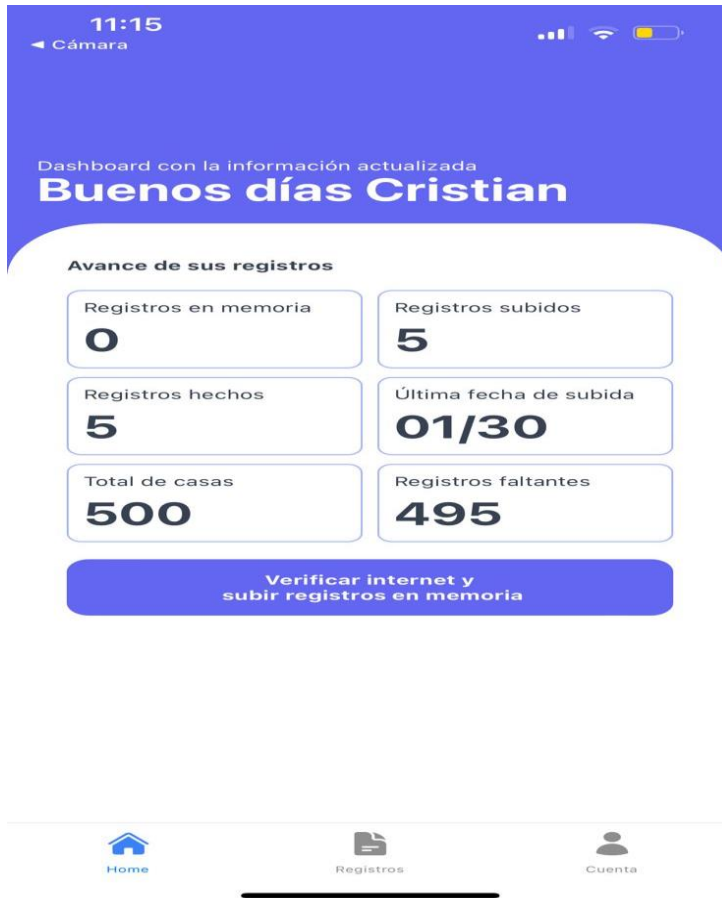 11:15
◀ Cámara
Dashboard con la información actualizada
Buenos días Cristian
Avance de sus registros
Registros en memoria
0
Registros subidos
5
Registros hechos
5
Última fecha de subida
01/30
Total de casas
500
Registros faltantes
495
Verificar internet y
subir registros en memoria
Home
Registros
Cuenta